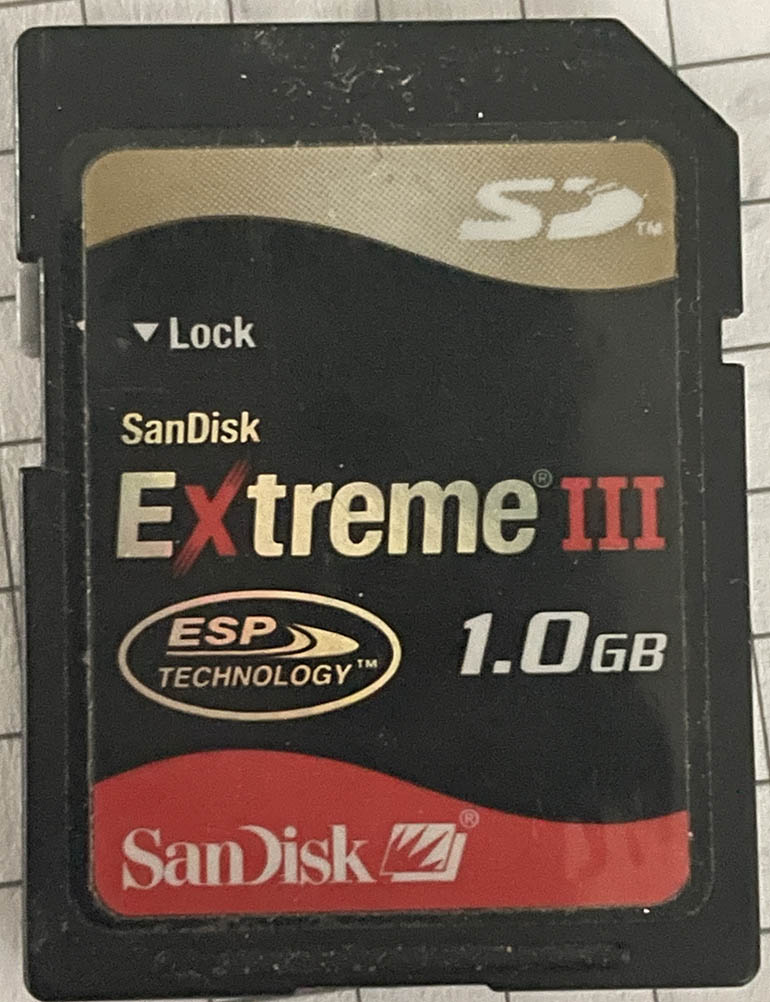 SD™
▼Lock
SanDisk
Extreme® III
ESP
TECHNOLOGY™
1.0GB
SanDisk®